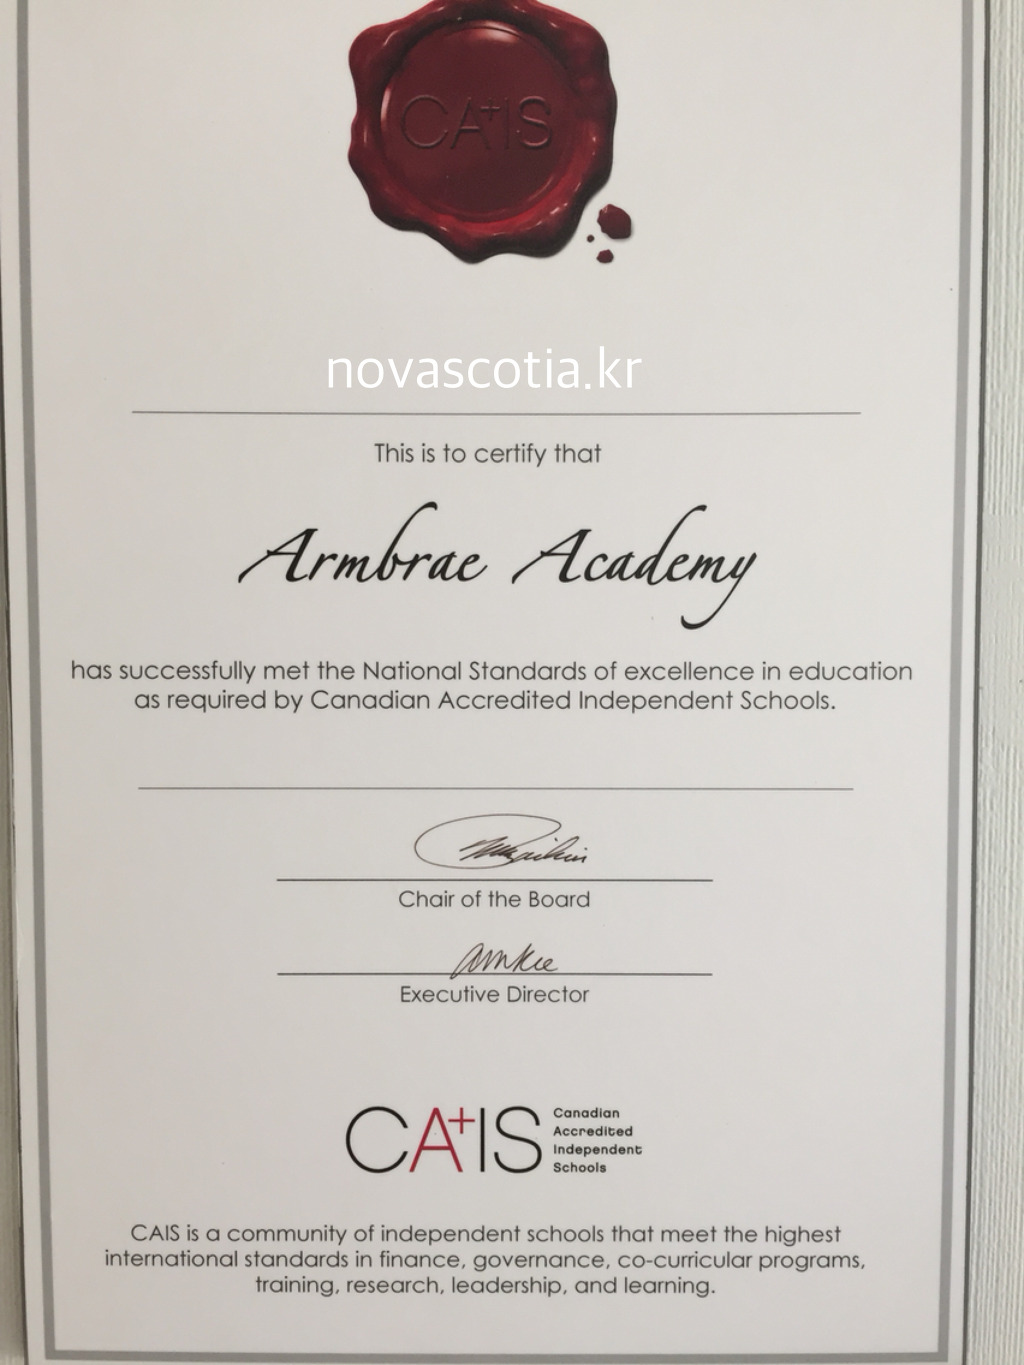 CA+IS
novascotia.kr
This is to certify that
Armbrae Academy
has successfully met the National Standards of excellence in education
as required by Canadian Accredited Independent Schools.
Chair of the Board
Executive Director
CA+IS
Canadian
Accredited
Independent
Schools
CAIS is a community of independent schools that meet the highest
international standards in finance, governance, co-curricular programs,
training, research, leadership, and learning.